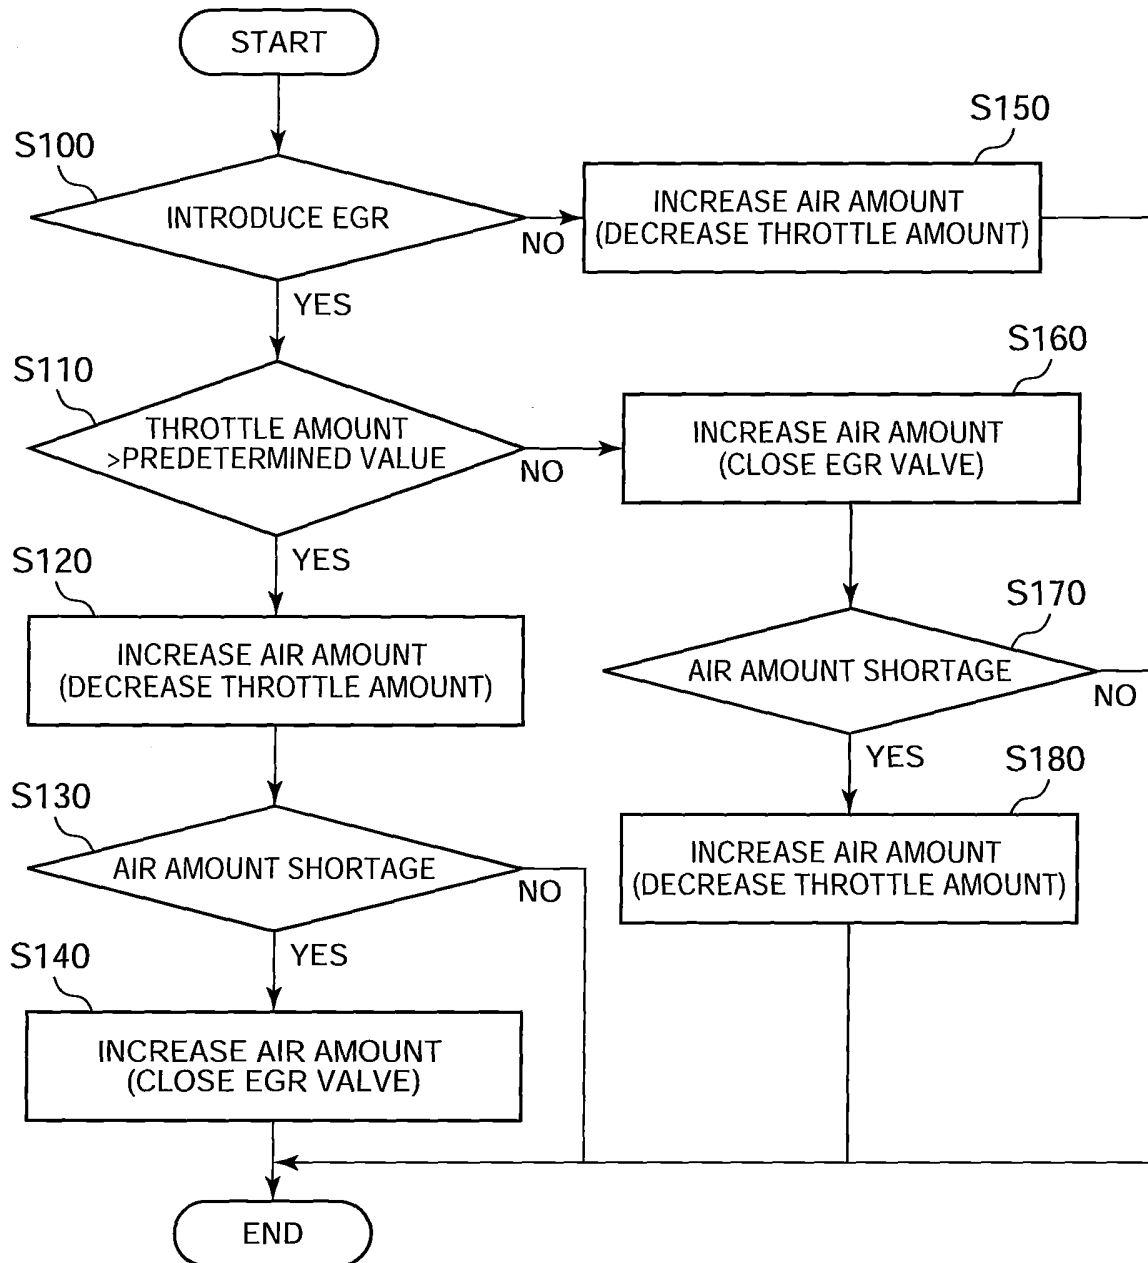 START
S100
INTRODUCE EGR
NO
YES
S150
INCREASE AIR AMOUNT
(DECREASE THROTTLE AMOUNT)
S110
THROTTLE AMOUNT
>PREDETERMINED VALUE
NO
YES
S160
INCREASE AIR AMOUNT
(CLOSE EGR VALVE)
S120
INCREASE AIR AMOUNT
(DECREASE THROTTLE AMOUNT)
S170
AIR AMOUNT SHORTAGE
NO
YES
S130
AIR AMOUNT SHORTAGE
NO
YES
S180
INCREASE AIR AMOUNT
(DECREASE THROTTLE AMOUNT)
S140
INCREASE AIR AMOUNT
(CLOSE EGR VALVE)
END